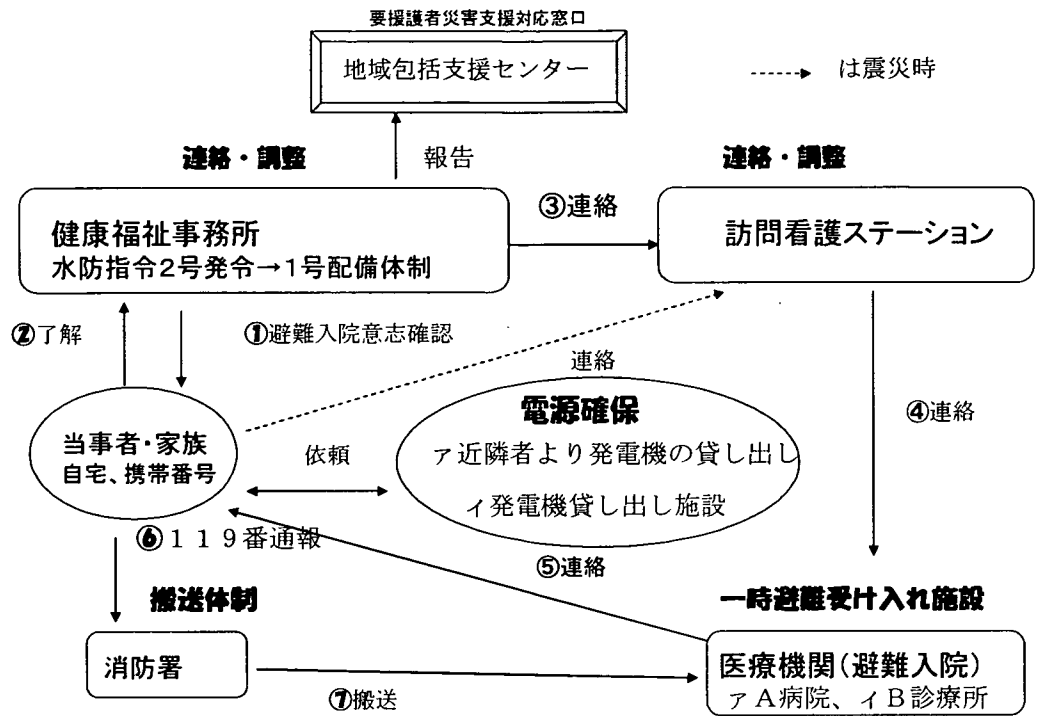 要援護者災害支援対応窓口
地域包括支援センター
は震災時
連絡・調整
報告
連絡・調整
健康福祉事務所
水防指令2号発令→1号配備体制
③連絡
訪問看護ステーション
②了解
①避難入院意志確認
連絡
当事者・家族
自宅、携帯番号
依頼
電源確保
ァ近隣者より発電機の貸し出し
ィ発電機貸し出し施設
④連絡
⑥119番通報
⑤連絡
搬送体制
消防署
⑦搬送
一時避難受け入れ施設
医療機関(避難入院)
ァA病院、ィB診療所